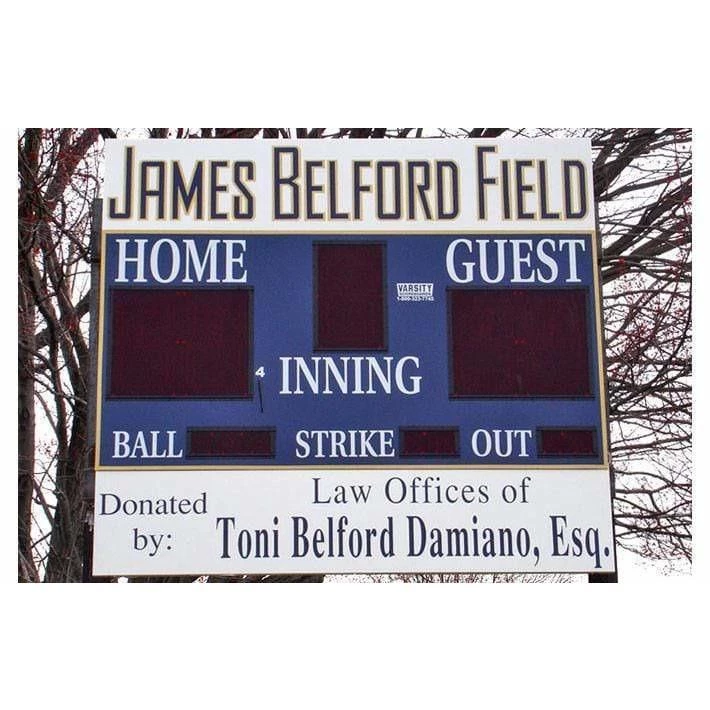 JAMES BELFORD FIELD
HOME
GUEST
VARSITY
4
INNING
BALL
STRIKE
OUT
Donated by:
Law Offices of
Toni Belford Damiano, Esq.